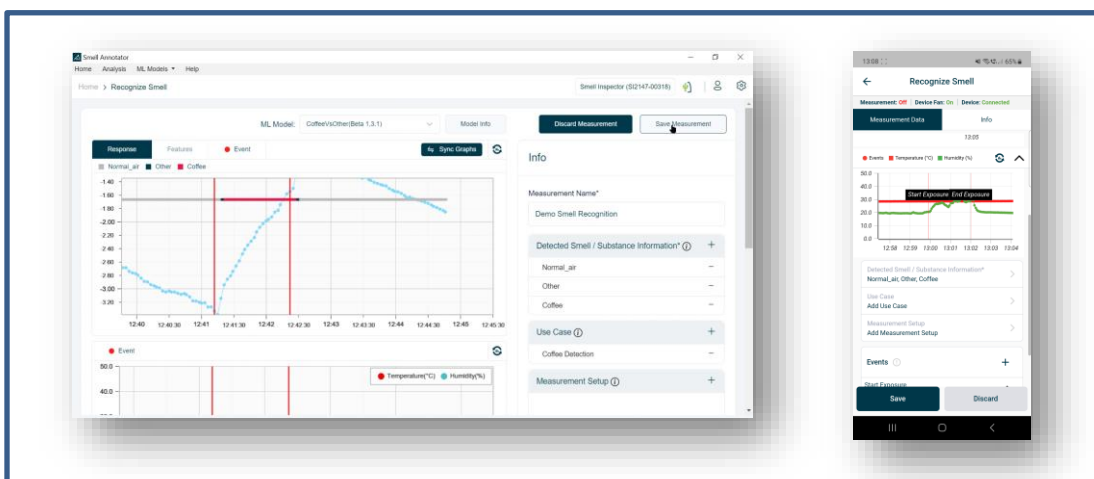 Smell Annotator
Home Analysis ML Models Help
Home > Recognize Smell
Smell Inspector (SI2147-00318)
ML Model: CoffeeVsOther(Beta 1.3.1) Model Info
Discard Measurement Save Measurement
Response Features Event Sync Graphs
Normal_air Other Coffee
-1.40
-1.60
-1.80
-2.00
-2.20
-2.40
-2.60
-2.80
-3.00
-3.20
12:40 12:40:30 12:41 12:41:30 12:42 12:42:30 12:43 12:43:30 12:44 12:44:30 12:45 12:45:30
Event
Temperature(°C) Humidity(%)
50.0
40.0
Info
Measurement Name*
Demo Smell Recognition
Detected Smell / Substance Information* +
Normal_air −
Other −
Coffee −
Use Case +
Coffee Detection −
Measurement Setup +
13:08 65%
Recognize Smell
Measurement: Off Device Fan: On Device: Connected
Measurement Data Info
13:05
Events Temperature (°C) Humidity (%)
50.0
40.0
30.0
20.0
10.0
0.0
Start Exposure End Exposure
12:58 12:59 13:00 13:01 13:02 13:03 13:04
Detected Smell / Substance Information*
Normal_air, Other, Coffee
Use Case
Add Use Case
Measurement Setup
Add Measurement Setup
Events +
Start Exposure
Save Discard